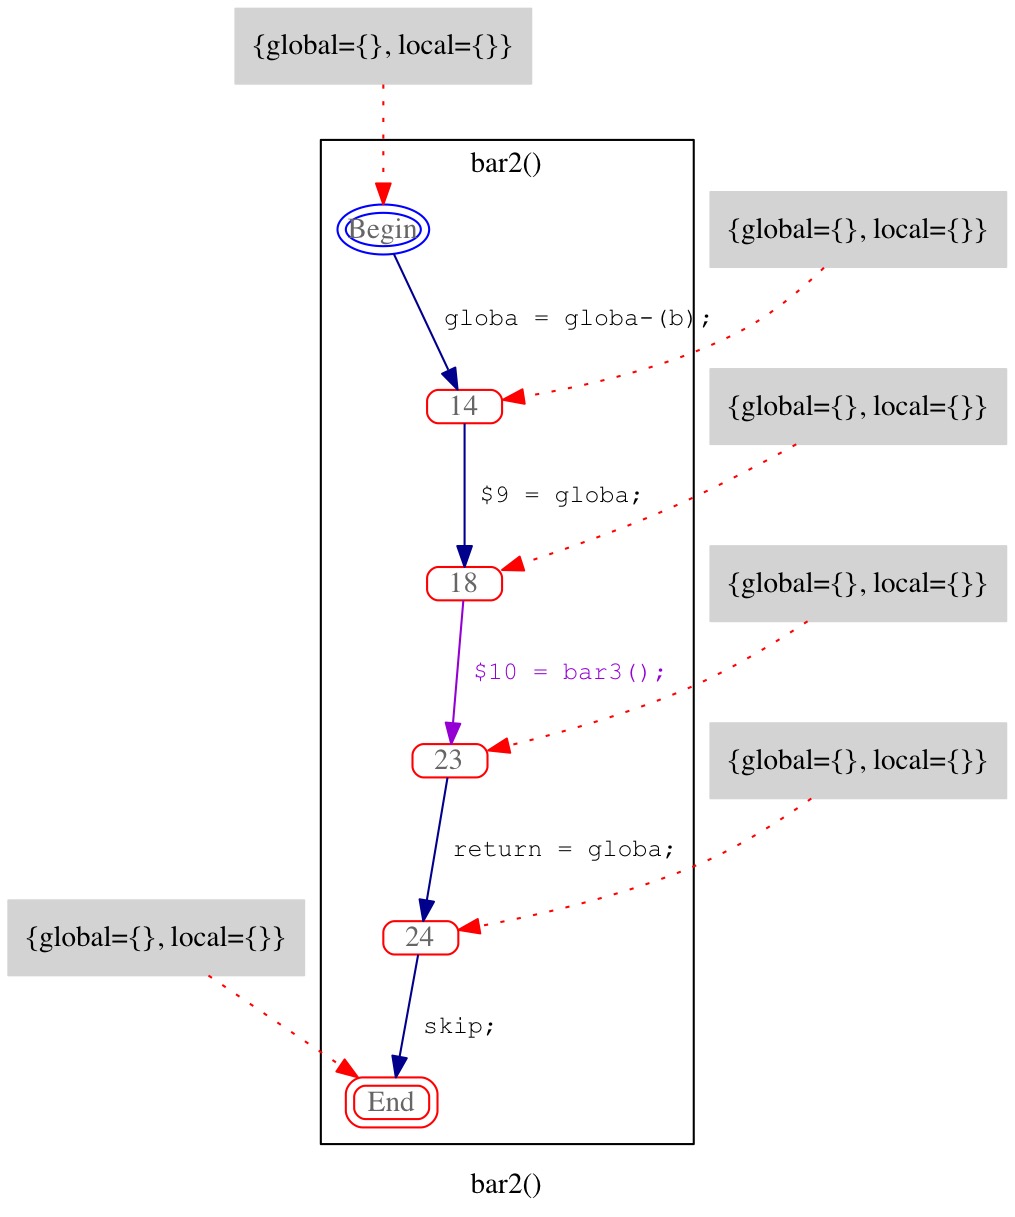 {global={}, local={}}
bar2()
Begin
{global={}, local={}}
globa = globa-(b);
14
{global={}, local={}}
$9 = globa;
18
{global={}, local={}}
$10 = bar3();
23
{global={}, local={}}
return = globa;
24
{global={}, local={}}
skip;
End
bar2()